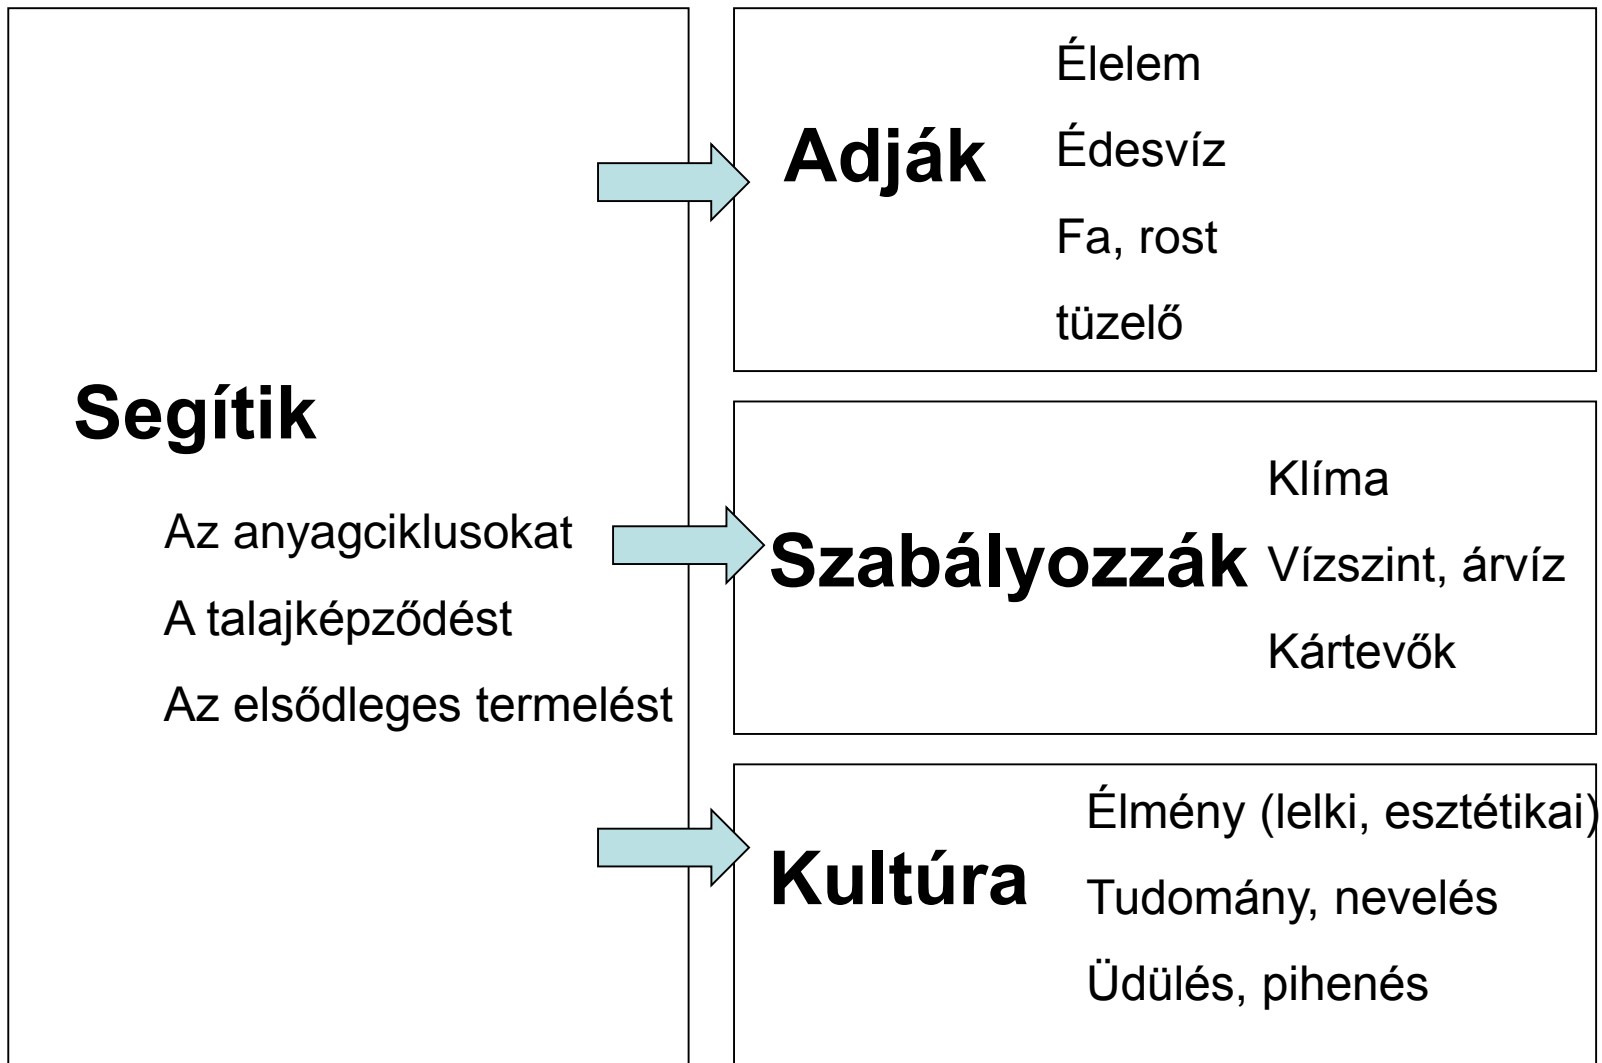 Segítik
Az anyagciklusokat
A talajképződést
Az elsődleges termelést
Adják
Élelem
Édesvíz
Fa, rost
tüzelő
Szabályozzák
Klíma
Vízszint, árvíz
Kártevők
Kultúra
Élmény (lelki, esztétikai)
Tudomány, nevelés
Üdülés, pihenés